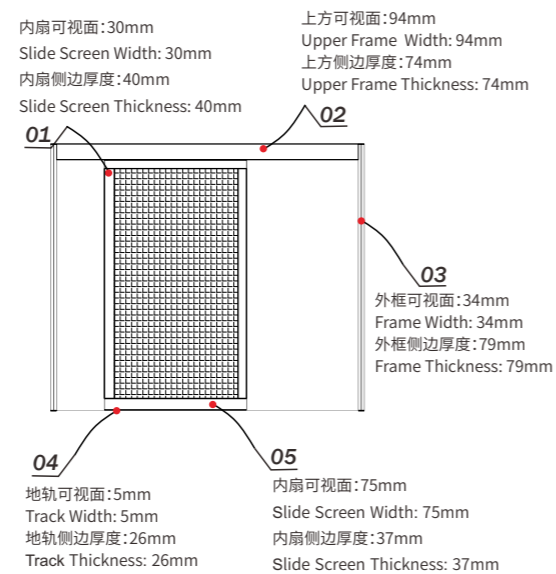 内扇可视面：30mm
Slide Screen Width: 30mm
内扇侧边厚度：40mm
Slide Screen Thickness: 40mm
01
上方可视面：94mm
Upper Frame Width: 94mm
上方侧边厚度：74mm
Upper Frame Thickness: 74mm
02
03
外框可视面：34mm
Frame Width: 34mm
外框侧边厚度：79mm
Frame Thickness: 79mm
04
地轨可视面：5mm
Track Width: 5mm
地轨侧边厚度：26mm
Track Thickness: 26mm
05
内扇可视面：75mm
Slide Screen Width: 75mm
内扇侧边厚度：37mm
Slide Screen Thickness: 37mm